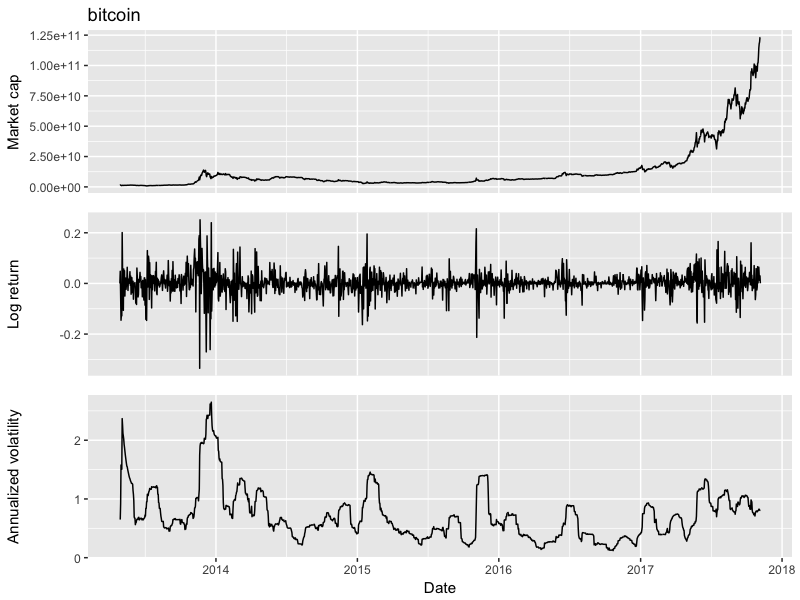 bitcoin
Market cap
1.25e+11
1.00e+11
7.50e+10
5.00e+10
2.50e+10
0.00e+00
Log return
0.2
0.0
-0.2
Annualized volatility
2
1
0
2014 2015 2016 2017 2018
Date